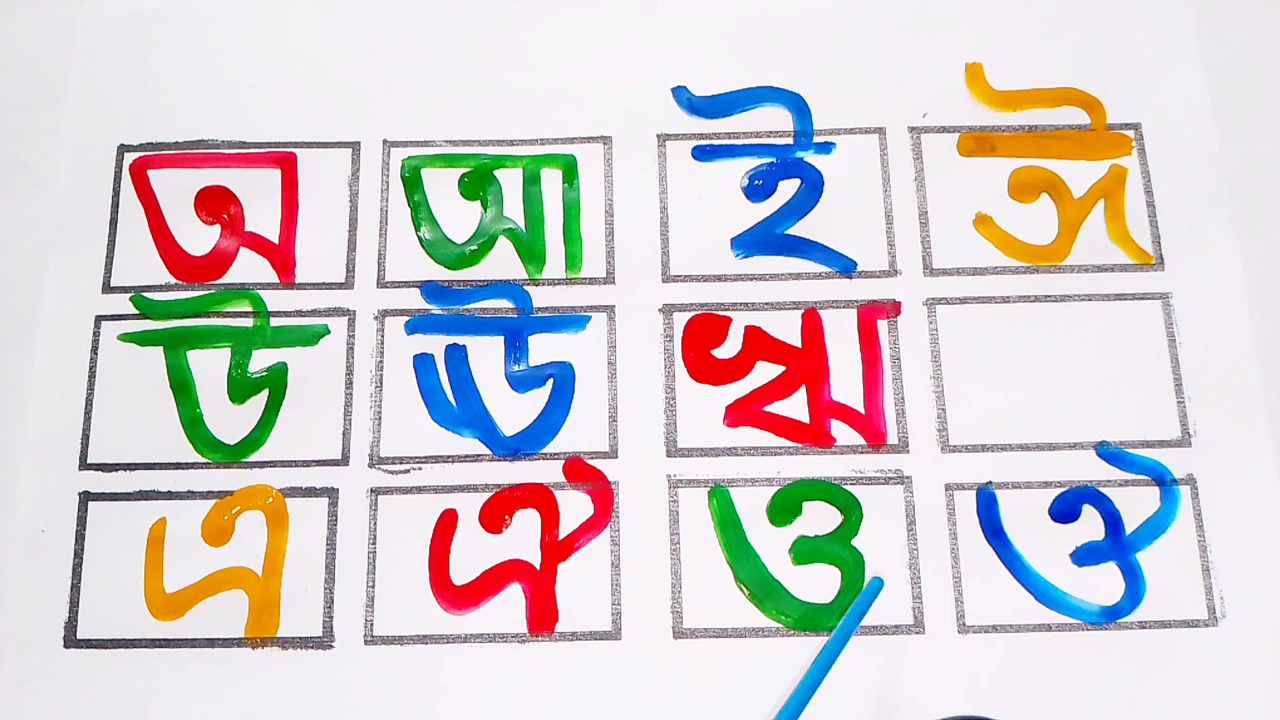 অ আ ই ঈ
উ ঊ ঋ
এ ঐ ও ঔ